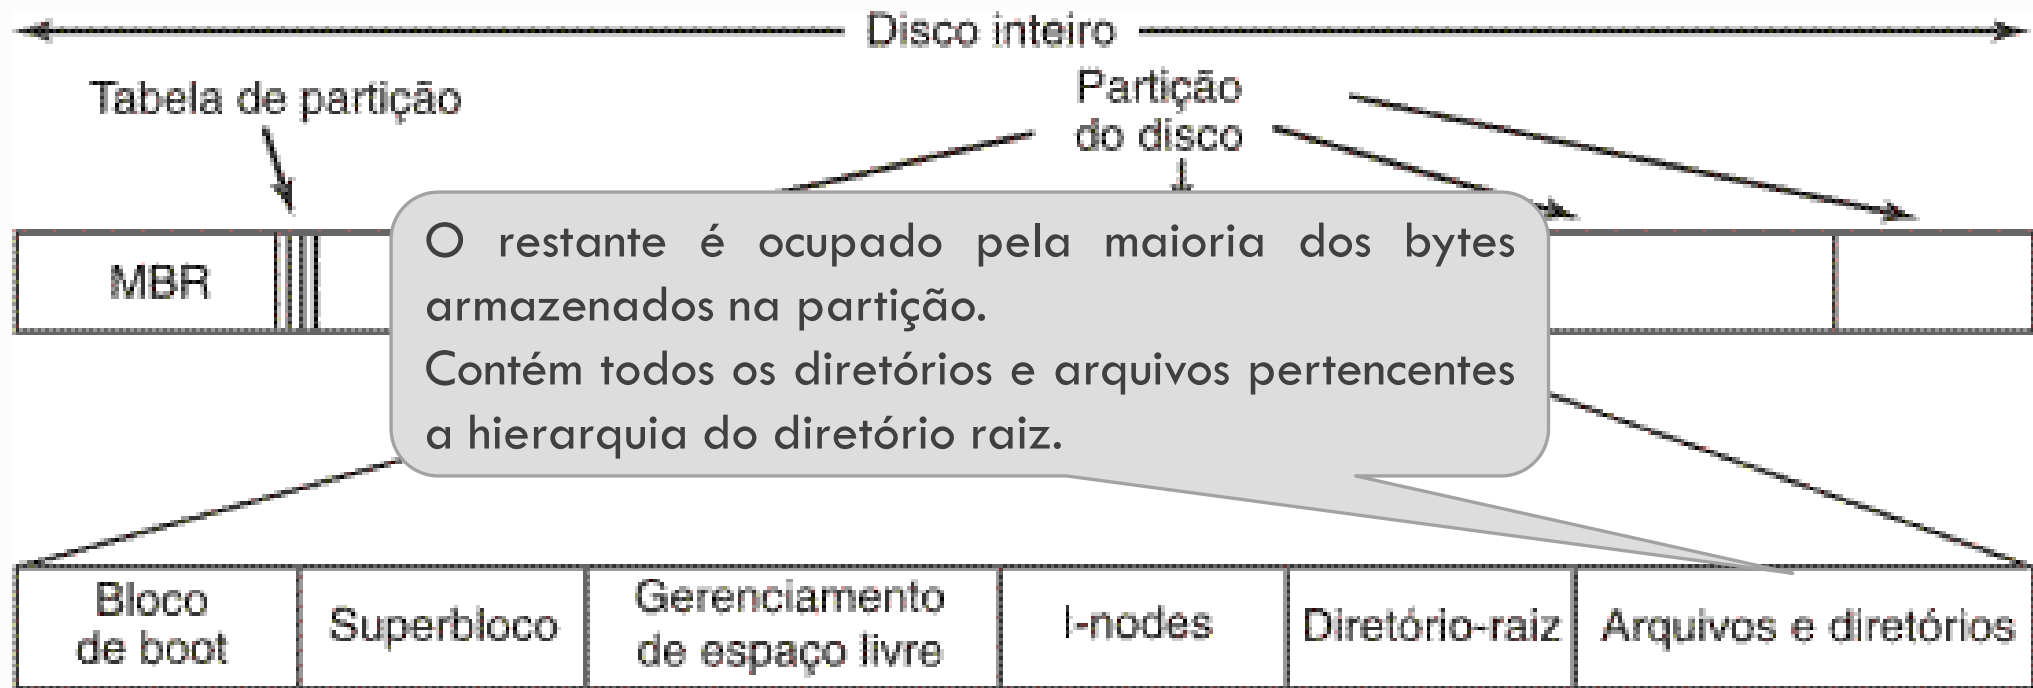 Disco inteiro
Tabela de partição
Partição
do disco
MBR
O restante é ocupado pela maioria dos bytes
armazenados na partição.
Contém todos os diretórios e arquivos pertencentes
a hierarquia do diretório raiz.
Bloco
de boot
Superbloco
Gerenciamento
de espaço livre
I-nodes
Diretório-raiz
Arquivos e diretórios